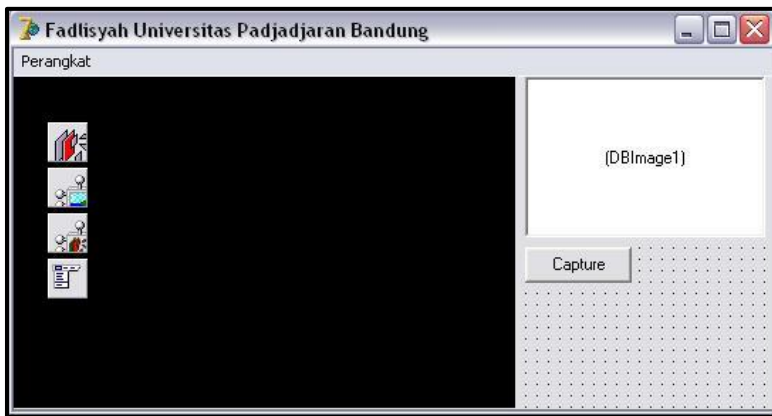 Fadlisyah Universitas Padjadjaran Bandung
Perangkat
(DBImage1)
Capture